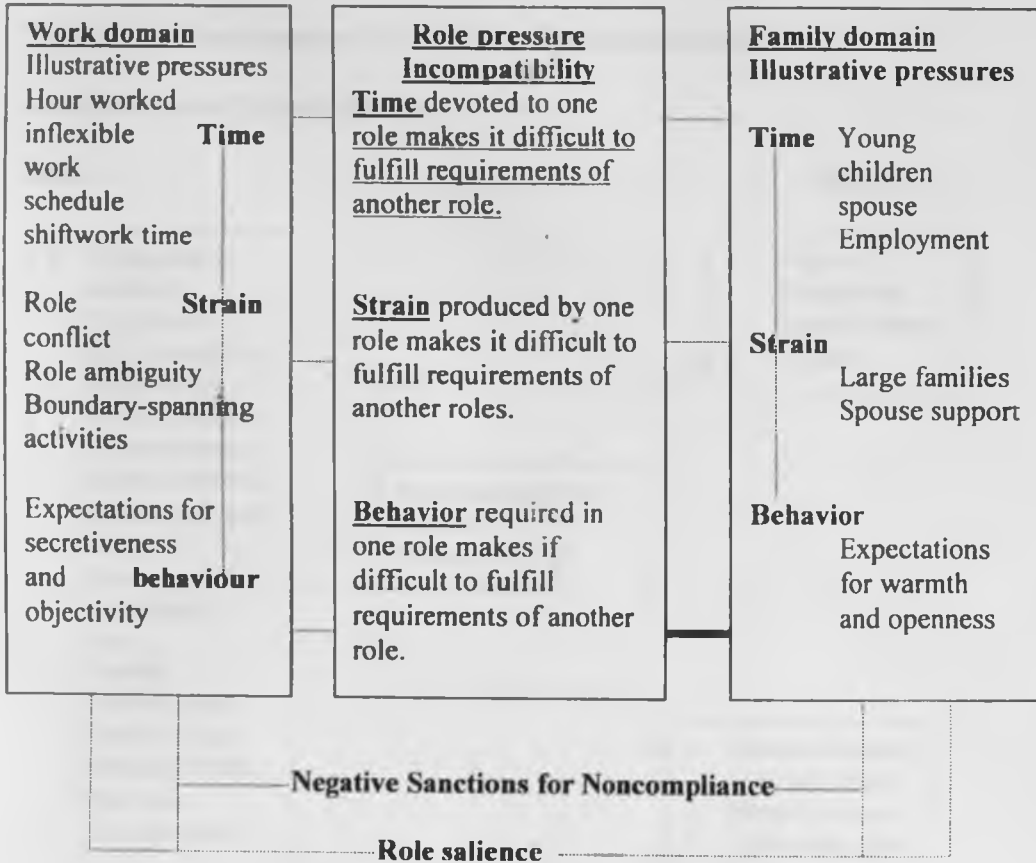 Work domain
Illustrative pressures
Hour worked
inflexible Time
work
schedule
shiftwork time
Role Strain
conflict
Role ambiguity
Boundary-spanning
activities
Expectations for
secretiveness
and behaviour
objectivity
Role pressure
Incompatibility
Time devoted to one
role makes it difficult to
fulfill requirements of
another role.
Strain produced by one
role makes it difficult to
fulfill requirements of
another roles.
Behavior required in
one role makes if
difficult to fulfill
requirements of another
role.
Family domain
Illustrative pressures
Time Young
children
spouse
Employment
Strain
Large families
Spouse support
Behavior
Expectations
for warmth
and openness
Negative Sanctions for Noncompliance
Role salience